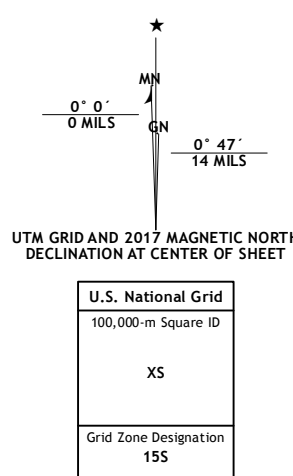 MN
0° 0´
0 MILS
GN
0° 47´
14 MILS
UTM GRID AND 2017 MAGNETIC NORTH
DECLINATION AT CENTER OF SHEET
U.S. National Grid
100,000-m Square ID
XS
Grid Zone Designation
15S